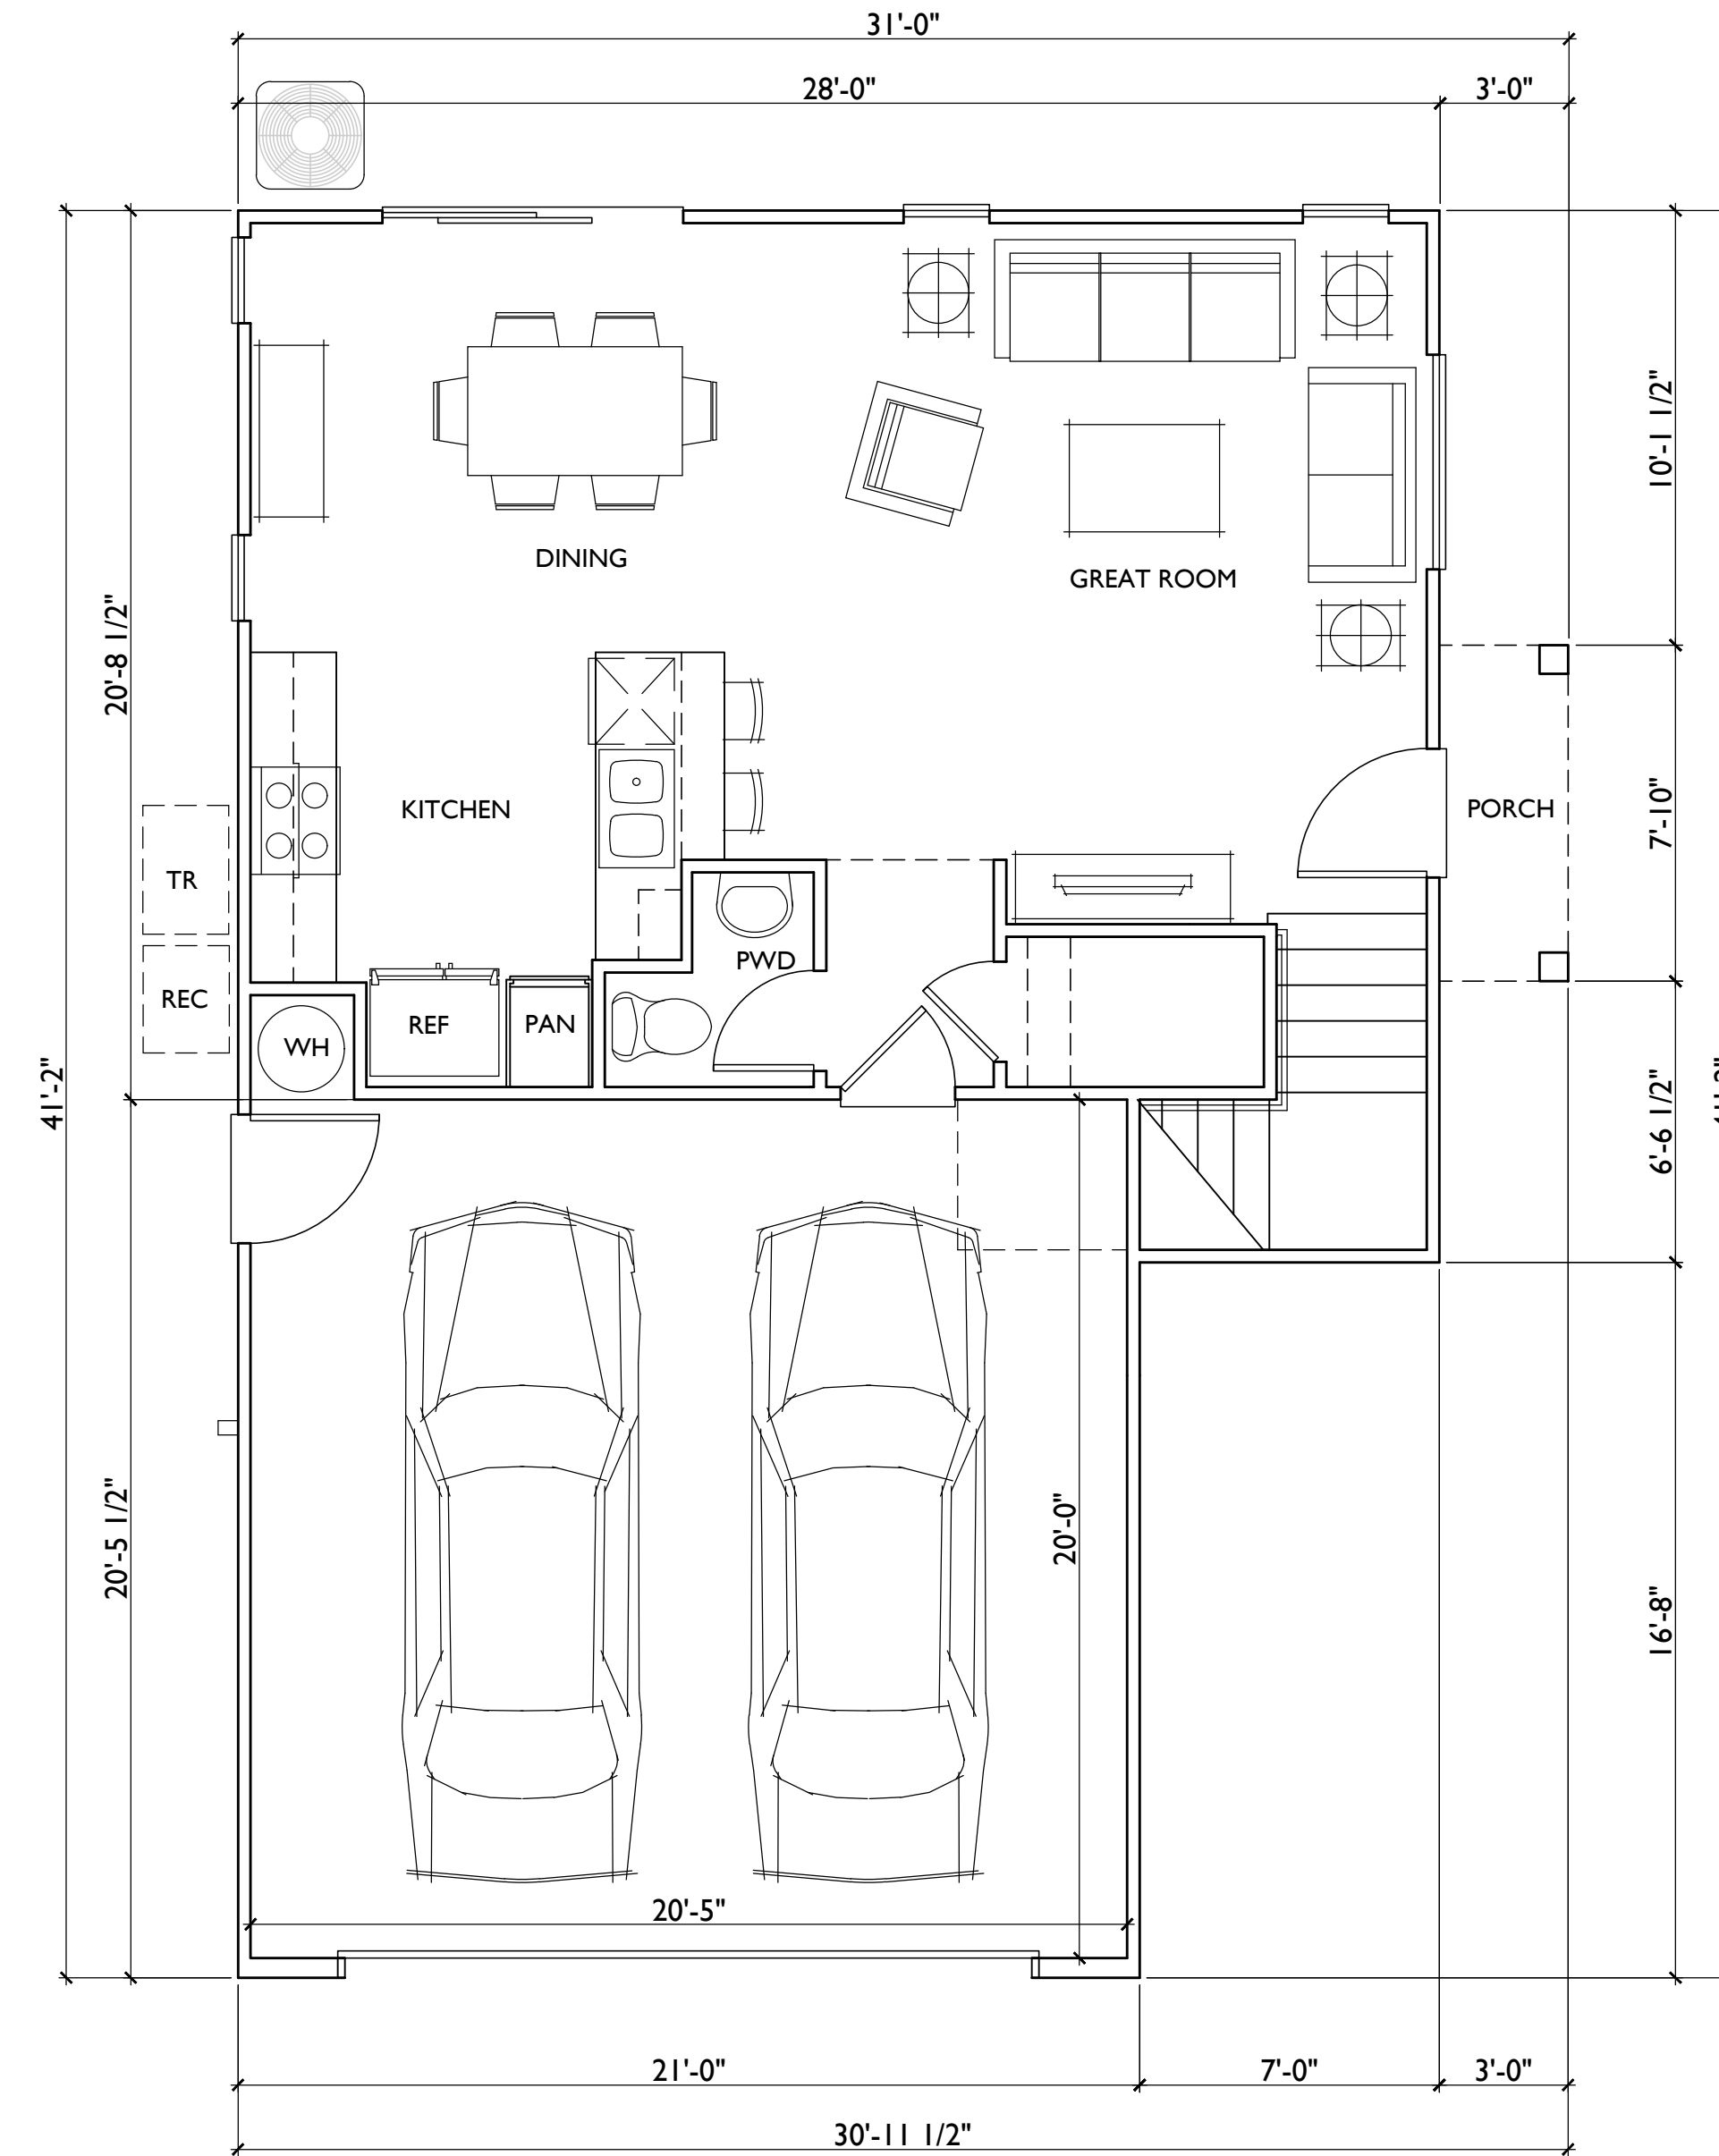 31'-0"
28'-0"
3'-0"
10'-1 1/2"
DINING
GREAT ROOM
20'-8 1/2"
KITCHEN
PORCH
7'-10"
TR
PWD
REC
REF
PAN
WH
41'-2"
6'-6 1/2"
20'-5 1/2"
20'-0"
16'-8"
20'-5"
21'-0"
7'-0"
3'-0"
30'-11 1/2"